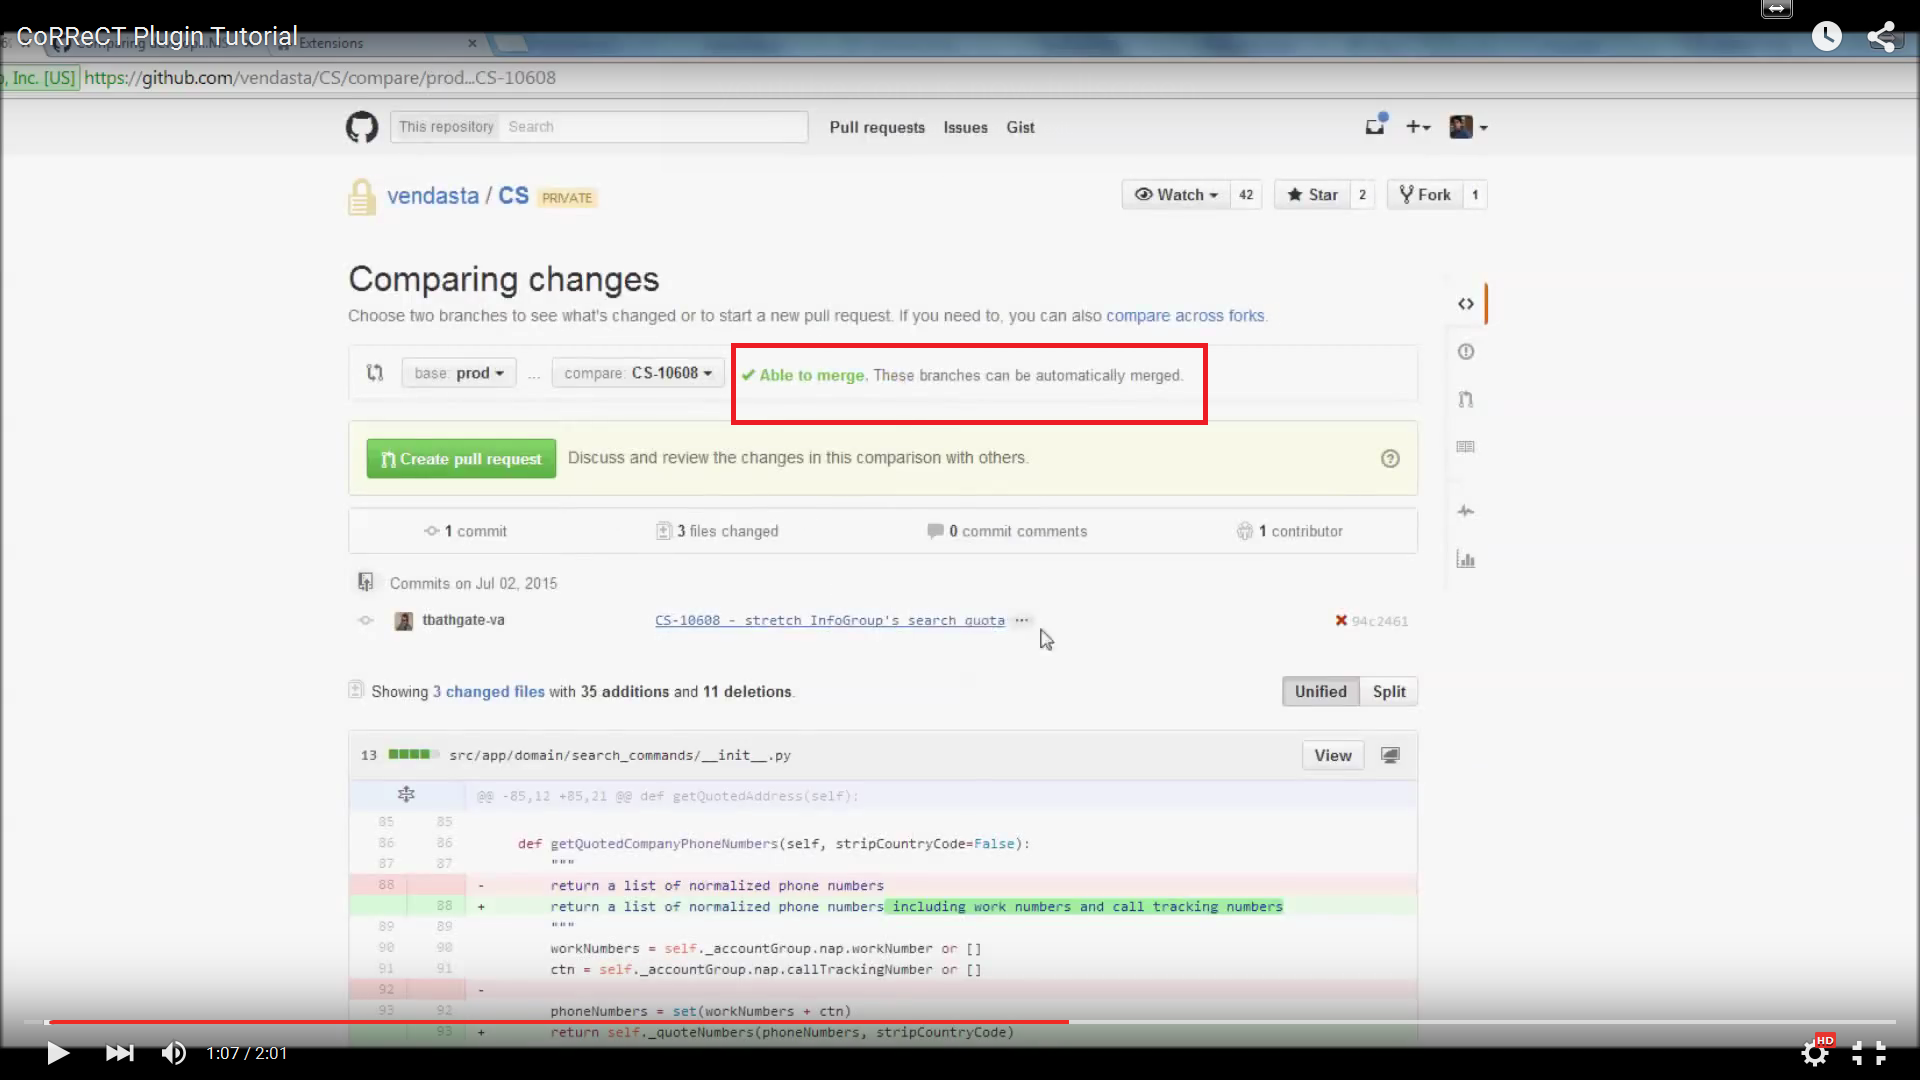 CoRReCT Plugin Tutorial
Extensions
, Inc. [US] https://github.com/vendasta/CS/compare/prod...CS-10608
This repository Search Pull requests Issues Gist
vendasta / CS PRIVATE Watch 42 Star 2 Fork 1
Comparing changes
Choose two branches to see what's changed or to start a new pull request. If you need to, you can also compare across forks.
base: prod ... compare: CS-10608 ✔ Able to merge. These branches can be automatically merged.
Create pull request Discuss and review the changes in this comparison with others.
1 commit 3 files changed 0 commit comments 1 contributor
Commits on Jul 02, 2015
tbathgate-va CS-10608 - stretch InfoGroup's search quota ... ✖ 94c2461
Showing 3 changed files with 35 additions and 11 deletions. Unified Split
13 src/app/domain/search_commands/__init__.py View
@@ -85,12 +85,21 @@ def getQuotedAddress(self):
85 85
86 86 def getQuotedCompanyPhoneNumbers(self, stripCountryCode=False):
87 87 """
88 - return a list of normalized phone numbers
88 + return a list of normalized phone numbers including work numbers and call tracking numbers
89 89 """
90 90 workNumbers = self._accountGroup.nap.workNumber or []
91 91 ctn = self._accountGroup.nap.callTrackingNumber or []
92 -
93 92 phoneNumbers = set(workNumbers + ctn)
93 + return self._quoteNumbers(phoneNumbers, stripCountryCode)
1:07 / 2:01 HD